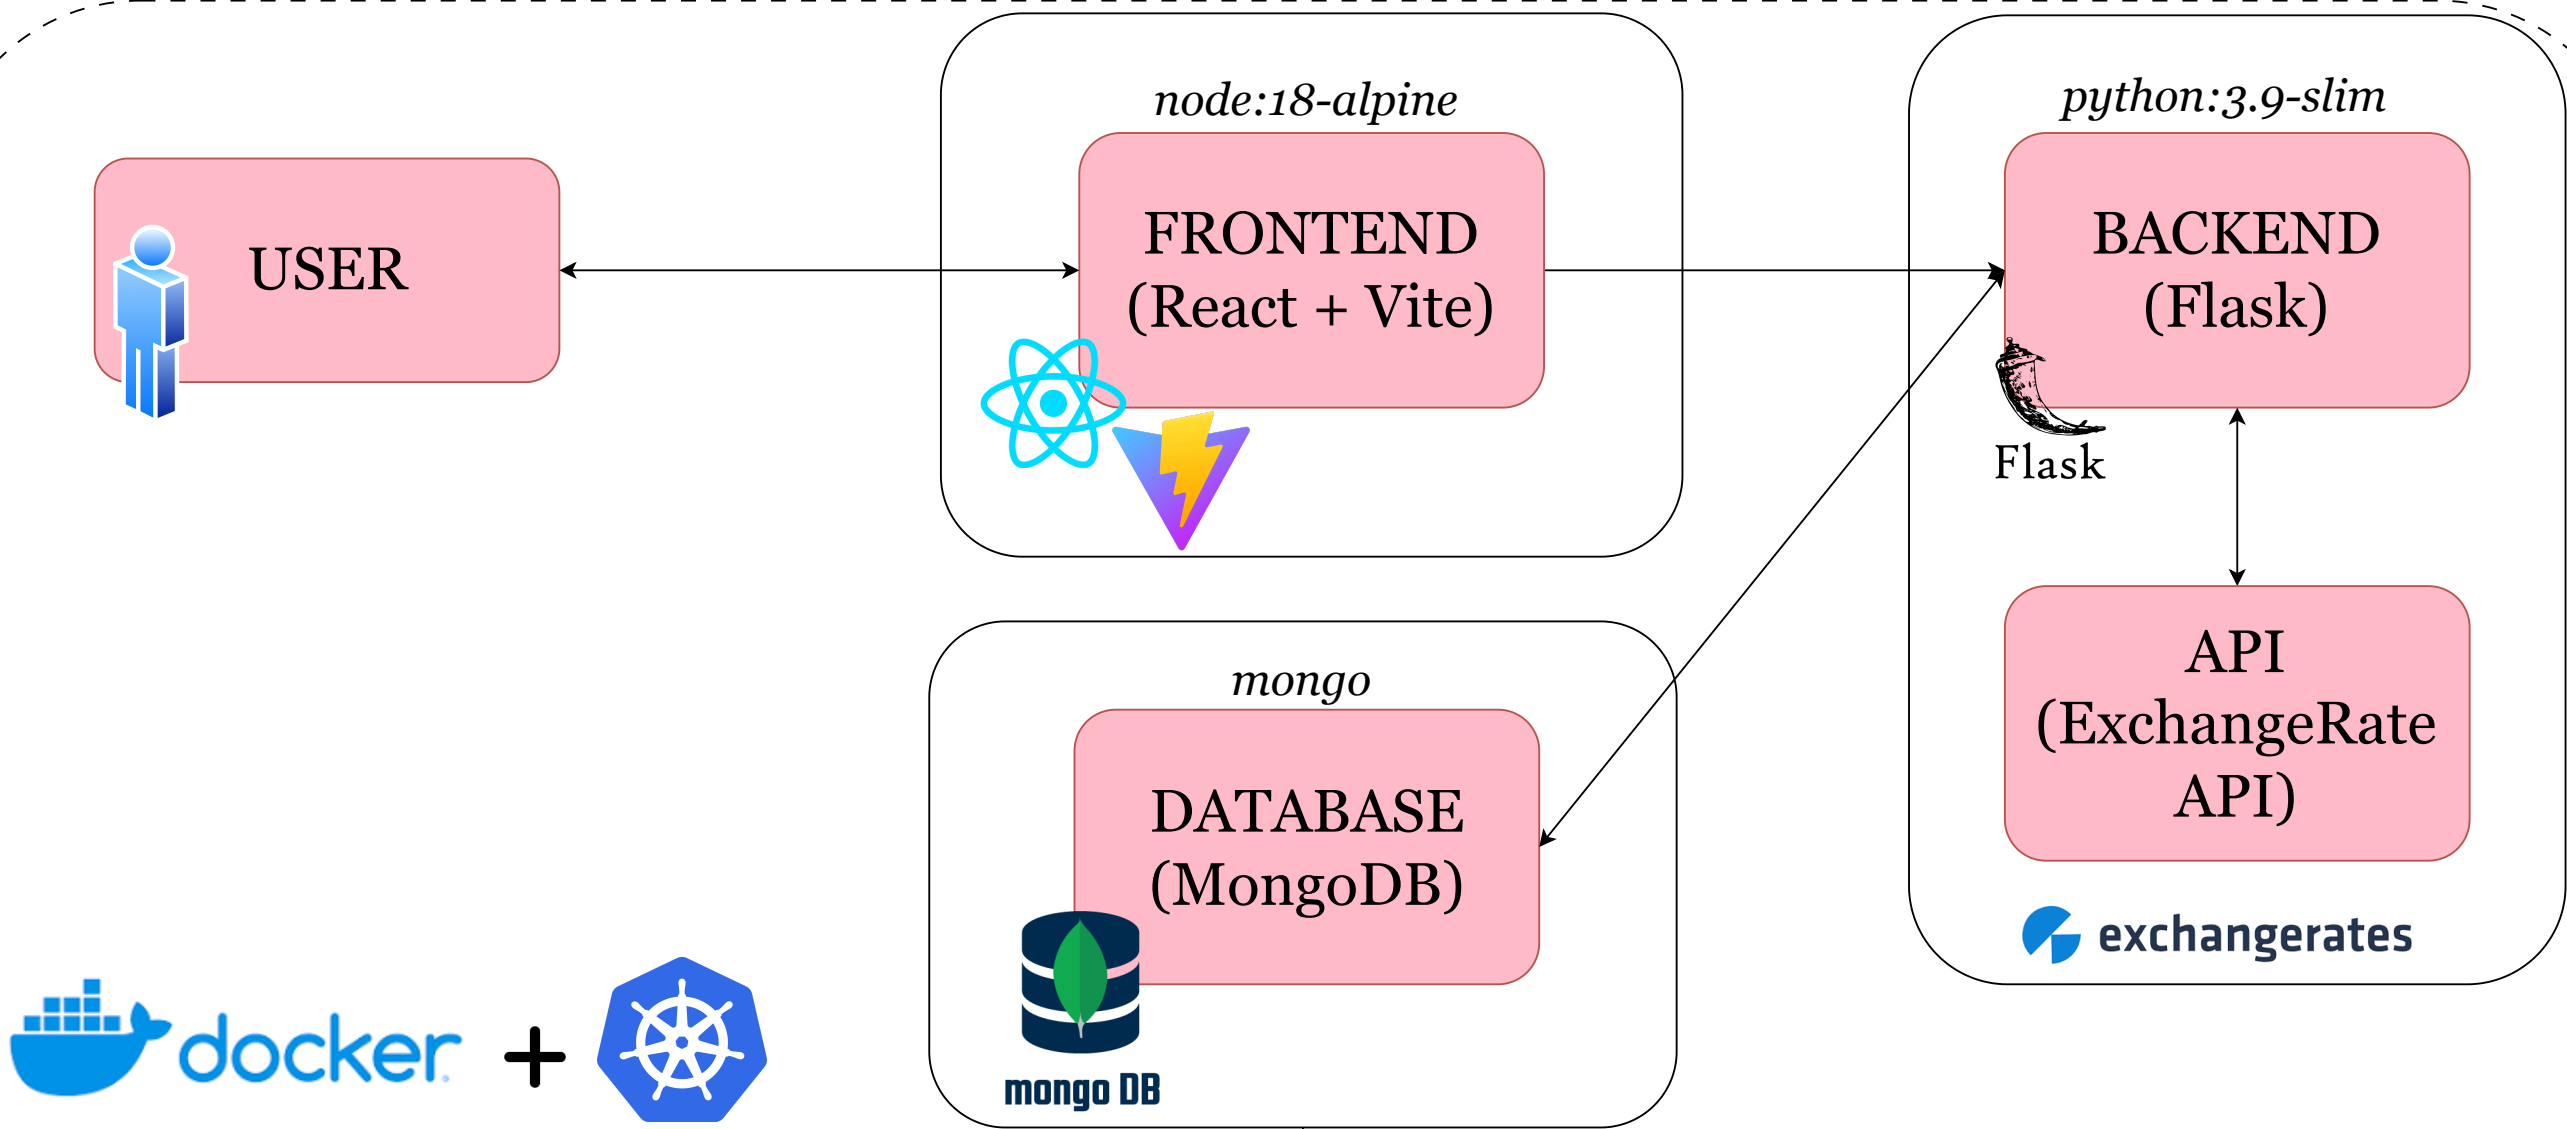 node:18-alpine
python:3.9-slim
USER
FRONTEND
(React + Vite)
BACKEND
(Flask)
Flask
mongo
DATABASE
(MongoDB)
mongo DB
API
(ExchangeRate
API)
exchangerates
docker
+